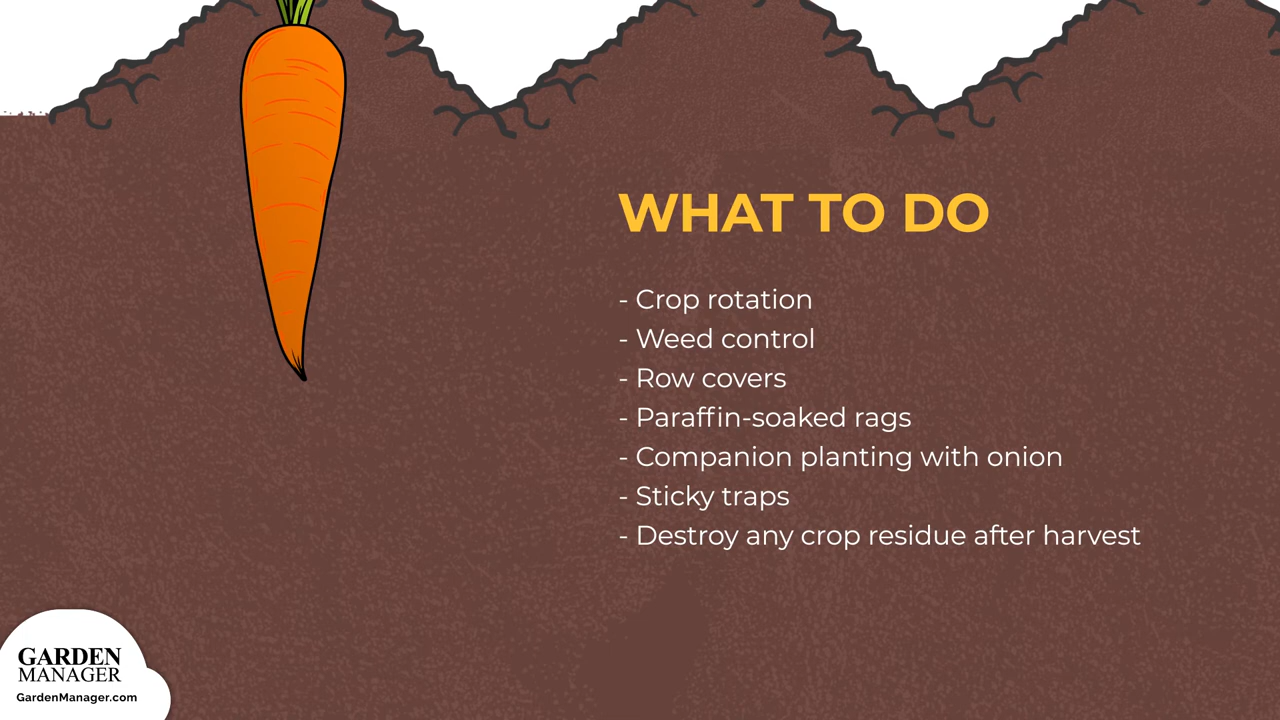 WHAT TO DO
- Crop rotation
- Weed control
- Row covers
- Paraffin-soaked rags
- Companion planting with onion
- Sticky traps
- Destroy any crop residue after harvest
GARDEN
MANAGER
GardenManager.com